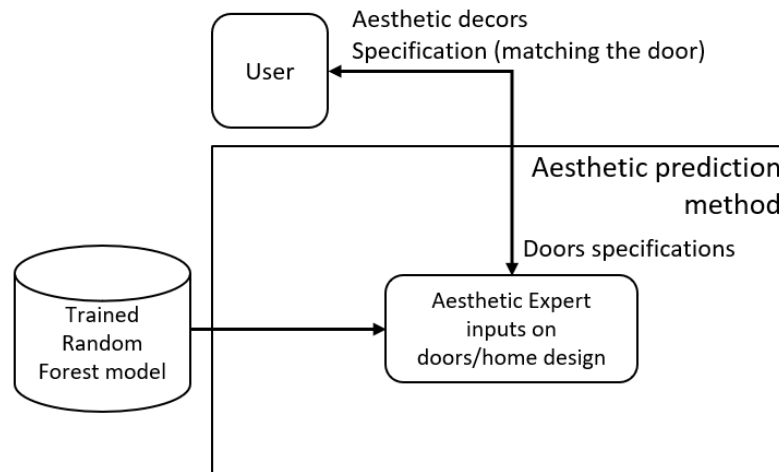 Aesthetic decors
Specification (matching the door)
User
Aesthetic prediction
method
Doors specifications
Trained
Random
Forest model
Aesthetic Expert
inputs on
doors/home design